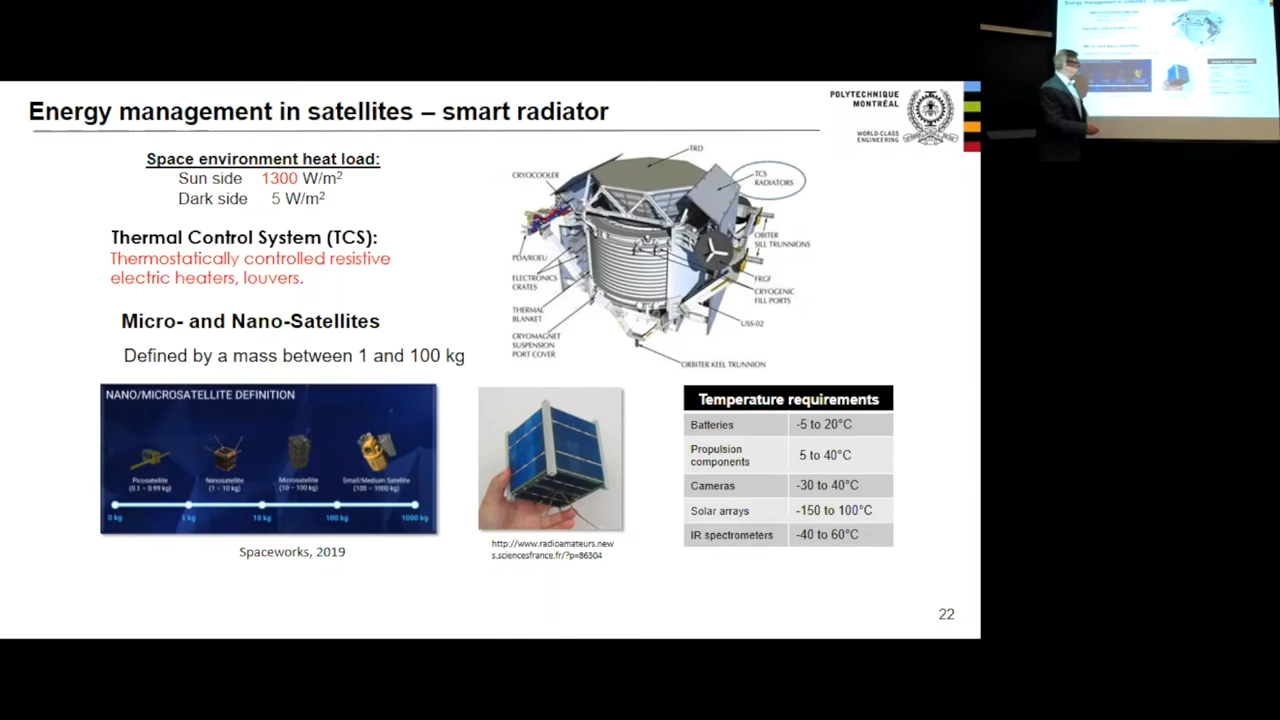 Energy management in satellites – smart radiator
POLYTECHNIQUE
MONTRÉAL
WORLD-CLASS
ENGINEERING
Space environment heat load:
Sun side 1300 W/m²
Dark side 5 W/m²
Thermal Control System (TCS):
Thermostatically controlled resistive
electric heaters, louvers.
Micro- and Nano-Satellites
Defined by a mass between 1 and 100 kg
TRD
CRYOCOOLER
TCS
RADIATORS
ORBITER
SILL TRUNNIONS
PDA/ROEU
ELECTRONICS
CRATES
FRGF
CRYOGENIC
FILL PORTS
THERMAL
BLANKET
USS-02
CRYOMAGNET
SUSPENSION
PORT COVER
ORBITER KEEL TRUNNION
NANO/MICROSATELLITE DEFINITION
Picosatellite
(0.1 – 0.99 kg)
Nanosatellite
(1 – 10 kg)
Microsatellite
(10 – 100 kg)
Small/Medium Satellite
(100 – 1000 kg)
0 kg
1 kg
10 kg
100 kg
1000 kg
Spaceworks, 2019
http://www.radioamateurs.new
s.sciencesfrance.fr/?p=86304
Temperature requirements
Batteries -5 to 20°C
Propulsion
components 5 to 40°C
Cameras -30 to 40°C
Solar arrays -150 to 100°C
IR spectrometers -40 to 60°C
22